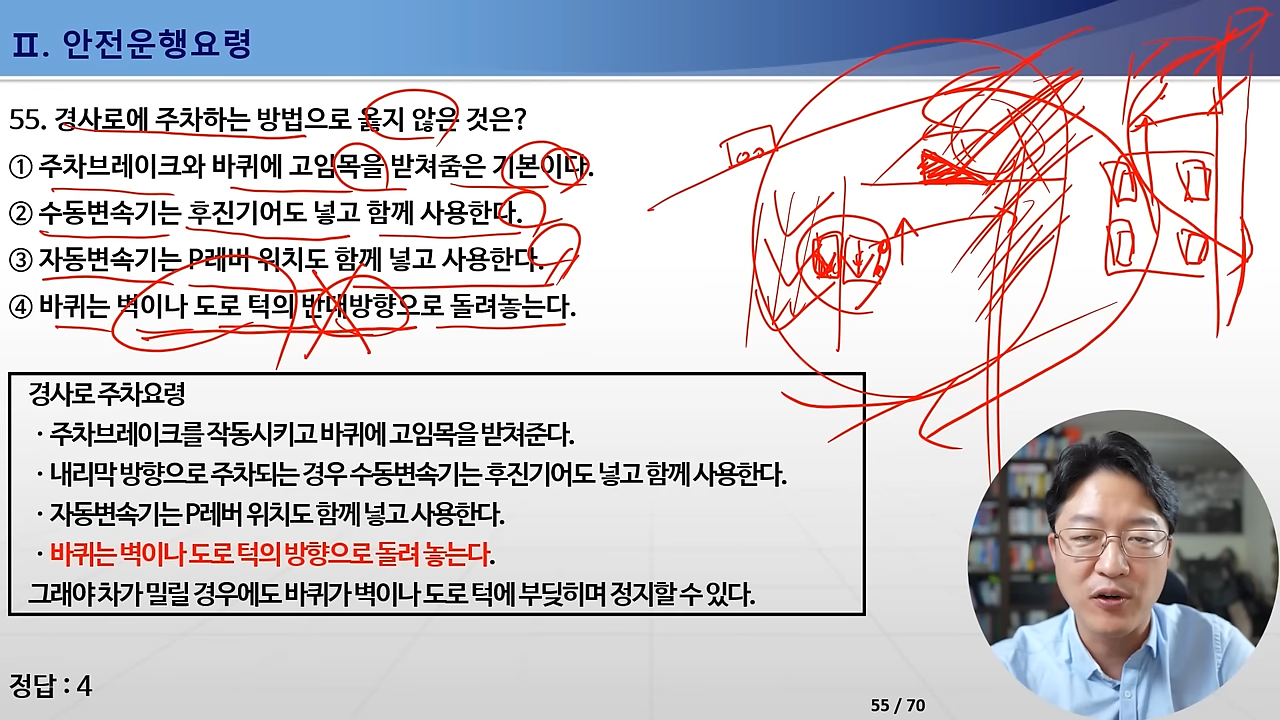 Ⅱ. 안전운행요령
55. 경사로에 주차하는 방법으로 옳지 않은 것은?
① 주차브레이크와 바퀴에 고임목을 받쳐줌은 기본이다.
② 수동변속기는 후진기어도 넣고 함께 사용한다.
③ 자동변속기는 P레버 위치도 함께 넣고 사용한다.
④ 바퀴는 벽이나 도로 턱의 반대방향으로 돌려놓는다.
경사로 주차요령
· 주차브레이크를 작동시키고 바퀴에 고임목을 받쳐준다.
· 내리막 방향으로 주차되는 경우 수동변속기는 후진기어도 넣고 함께 사용한다.
· 자동변속기는 P레버 위치도 함께 넣고 사용한다.
· 바퀴는 벽이나 도로 턱의 방향으로 돌려 놓는다.
그래야 차가 밀릴 경우에도 바퀴가 벽이나 도로 턱에 부딪히며 정지할 수 있다.
정답 : 4
55 / 70